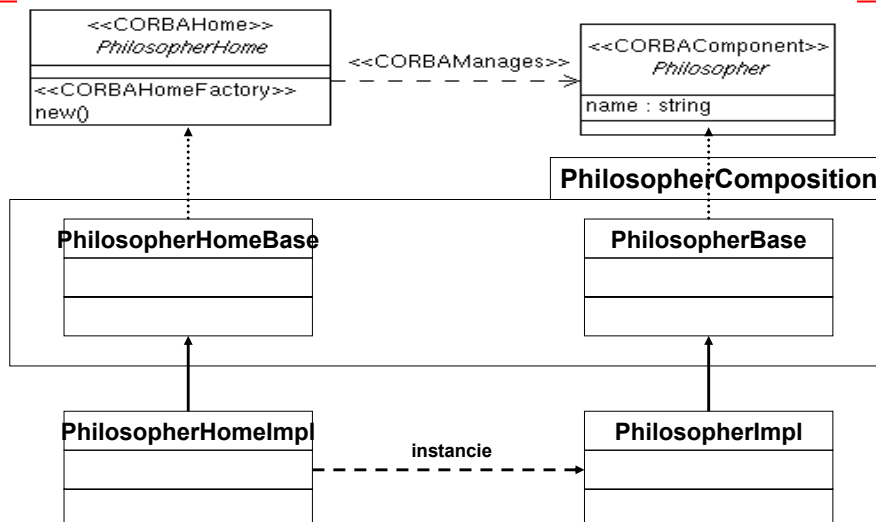 <<CORBAHome>>
PhilosopherHome
<<CORBAHomeFactory>>
new()
<<CORBAManages>>
<<CORBAComponent>>
Philosopher
name : string
PhilosopherComposition
PhilosopherHomeBase
PhilosopherBase
PhilosopherHomeImpl
instancie
PhilosopherImpl